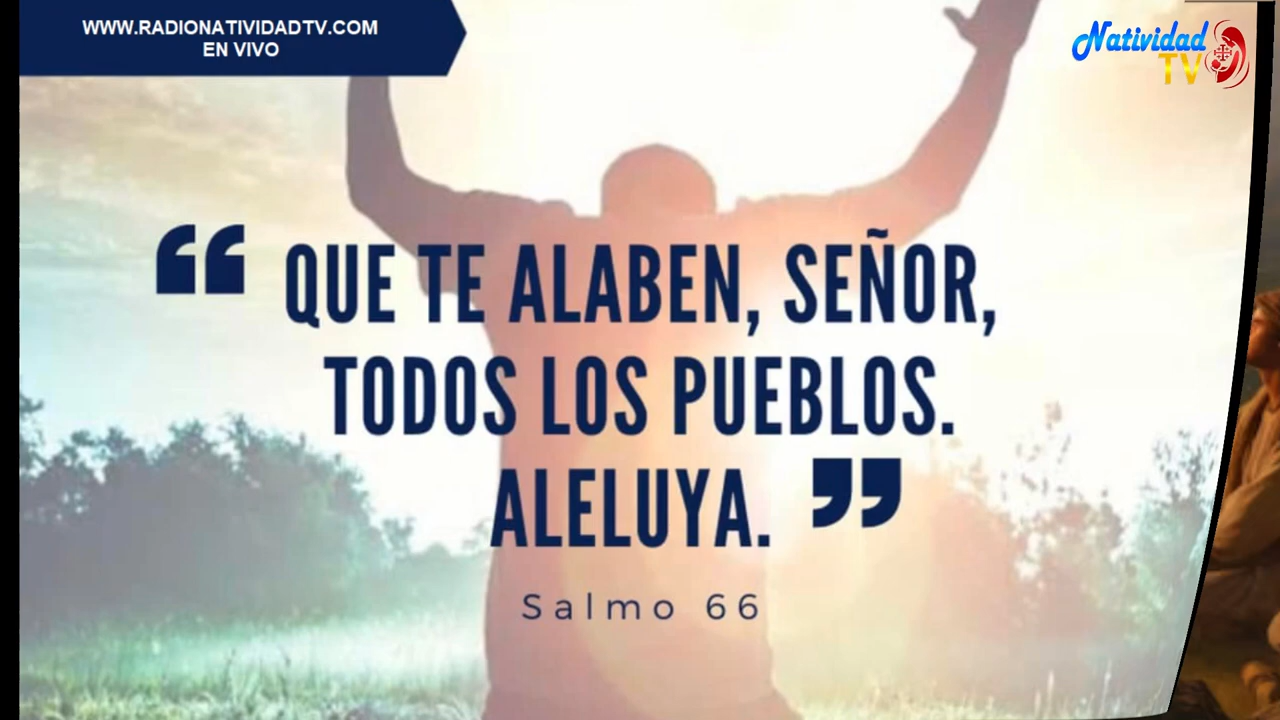 WWW.RADIONATIVIDADTV.COM
EN VIVO
Natividad
TV
“ QUE TE ALABEN, SEÑOR,
TODOS LOS PUEBLOS.
ALELUYA. ”
Salmo 66